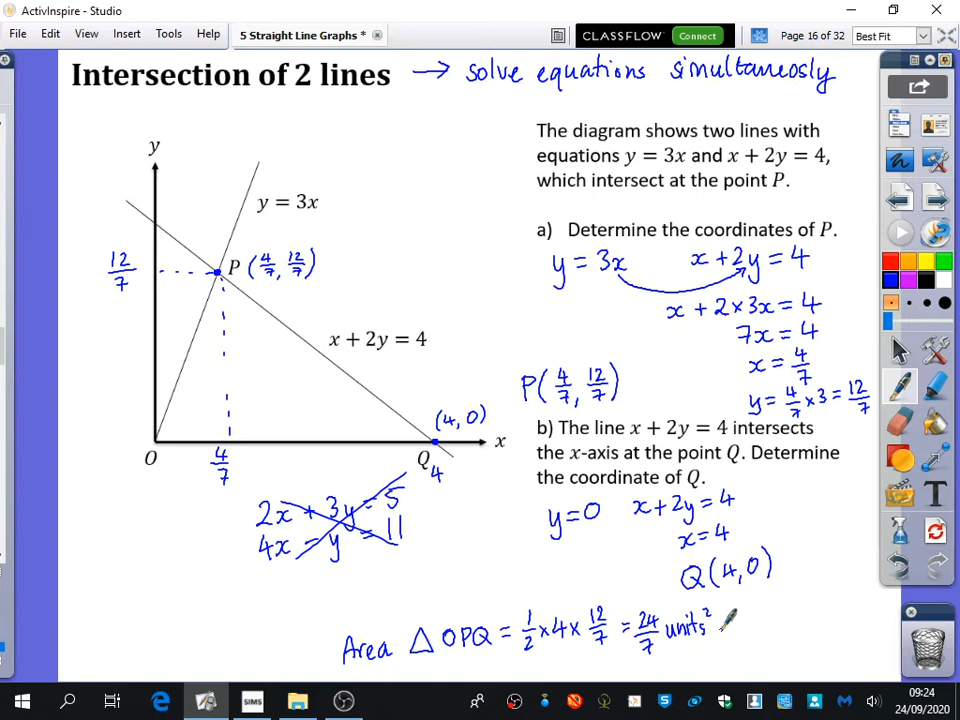 ActivInspire - Studio
File Edit View Insert Tools Help
5 Straight Line Graphs *
CLASSFLOW Connect
Page 16 of 32
Best Fit
Intersection of 2 lines → solve equations simultaneosly
The diagram shows two lines with
equations y = 3x and x + 2y = 4,
which intersect at the point P.
a) Determine the coordinates of P.
y = 3x x + 2y = 4
x + 2 × 3x = 4
7x = 4
x = 4/7
y = 4/7 × 3 = 12/7
P(4/7, 12/7)
b) The line x + 2y = 4 intersects
the x-axis at the point Q. Determine
the coordinate of Q.
y = 0 x + 2y = 4
x = 4
Q(4, 0)
y
y = 3x
12/7
P (4/7, 12/7)
x + 2y = 4
(4, 0)
x
O
4/7
Q
4
2x + 3y = 5
4x = y = 11
Area △ OPQ = 1/2 × 4 × 12/7 = 24/7 units²
SIMS
09:24
24/09/2020